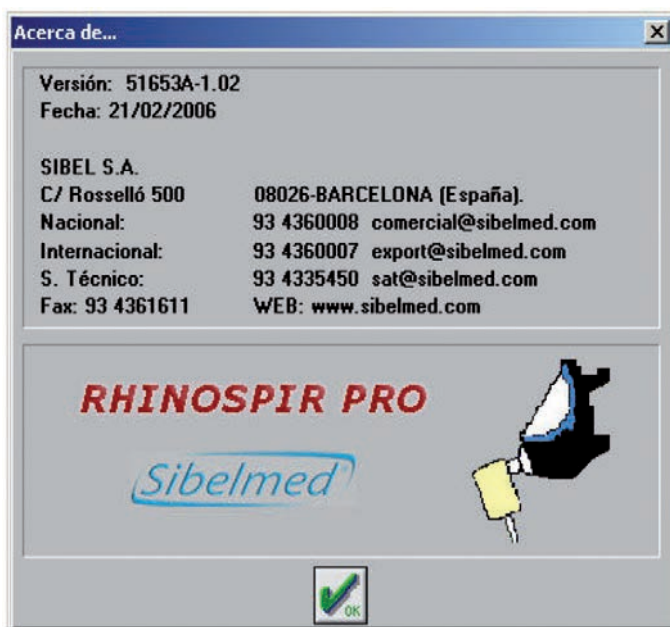 Acerca de...
Versión: 51653A-1.02
Fecha: 21/02/2006
SIBEL S.A.
C/ Rosselló 500 08026-BARCELONA (España).
Nacional: 93 4360008 comercial@sibelmed.com
Internacional: 93 4360007 export@sibelmed.com
S. Técnico: 93 4335450 sat@sibelmed.com
Fax: 93 4361611 WEB: www.sibelmed.com
RHINOSPIR PRO
Sibelmed
OK